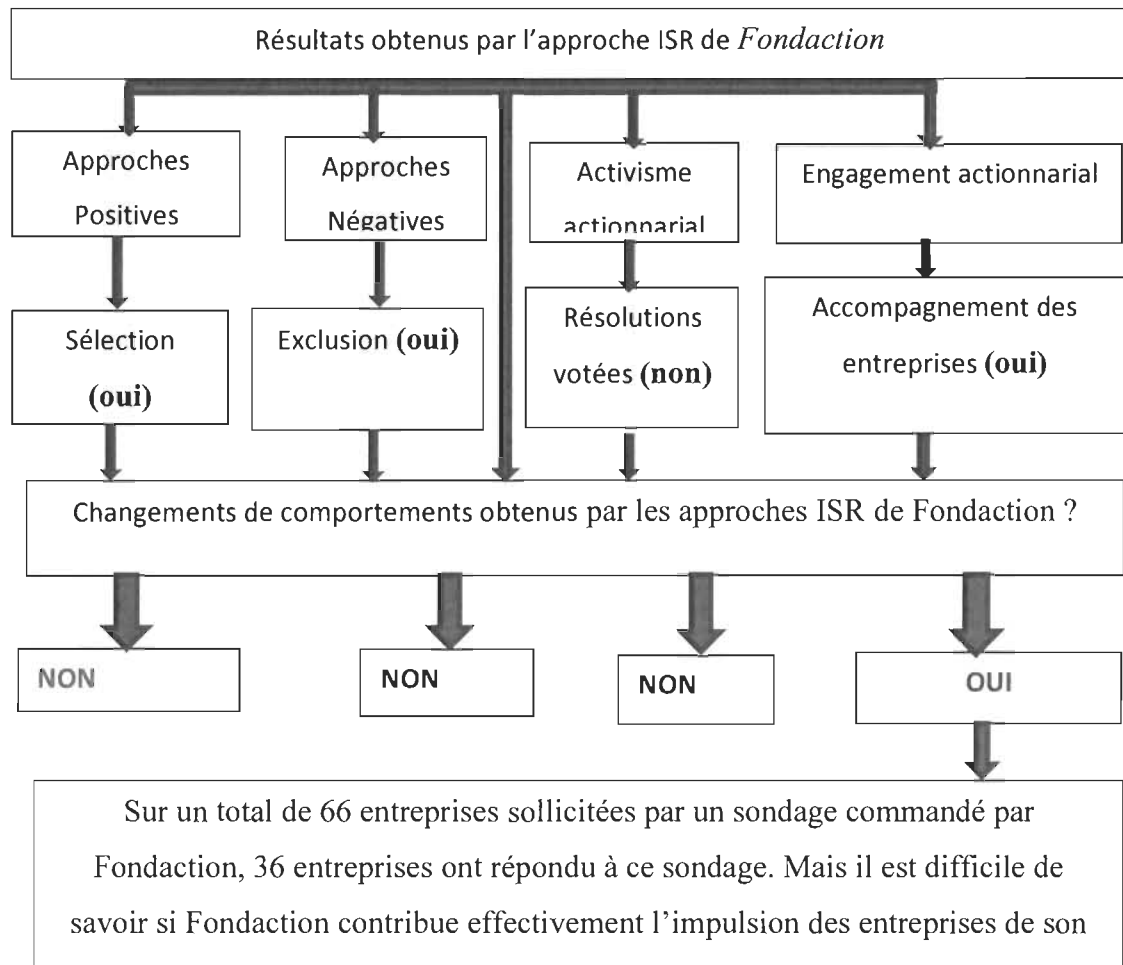 Résultats obtenus par l'approche ISR de Fondaction
Approches
Positives
Approches
Négatives
Activisme
actionnarial
Engagement actionnarial
Sélection
(oui)
Exclusion (oui)
Résolutions
votées (non)
Accompagnement des
entreprises (oui)
Changements de comportements obtenus par les approches ISR de Fondaction ?
NON
NON
NON
OUI
Sur un total de 66 entreprises sollicitées par un sondage commandé par
Fondaction, 36 entreprises ont répondu à ce sondage. Mais il est difficile de
savoir si Fondaction contribue effectivement l'impulsion des entreprises de son